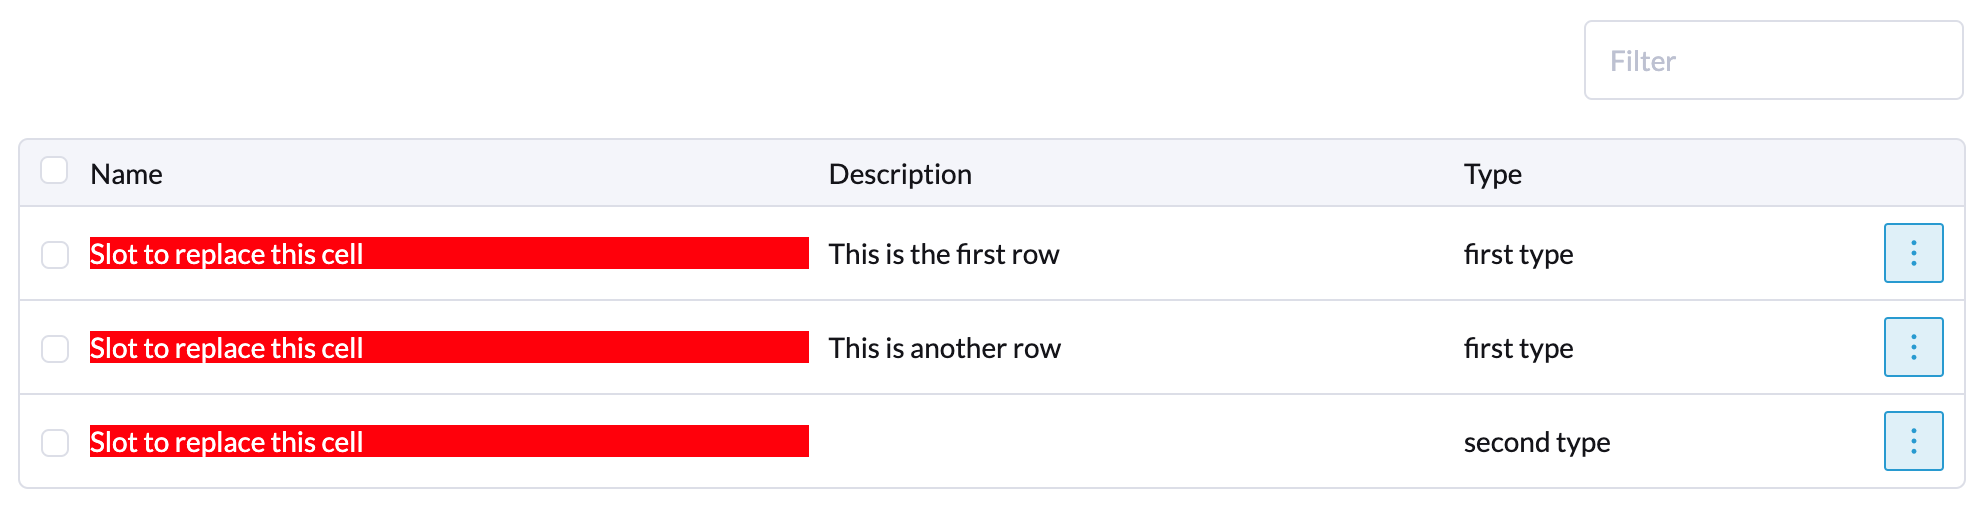 Filter
Name Description Type
Slot to replace this cell This is the first row first type
Slot to replace this cell This is another row first type
Slot to replace this cell second type